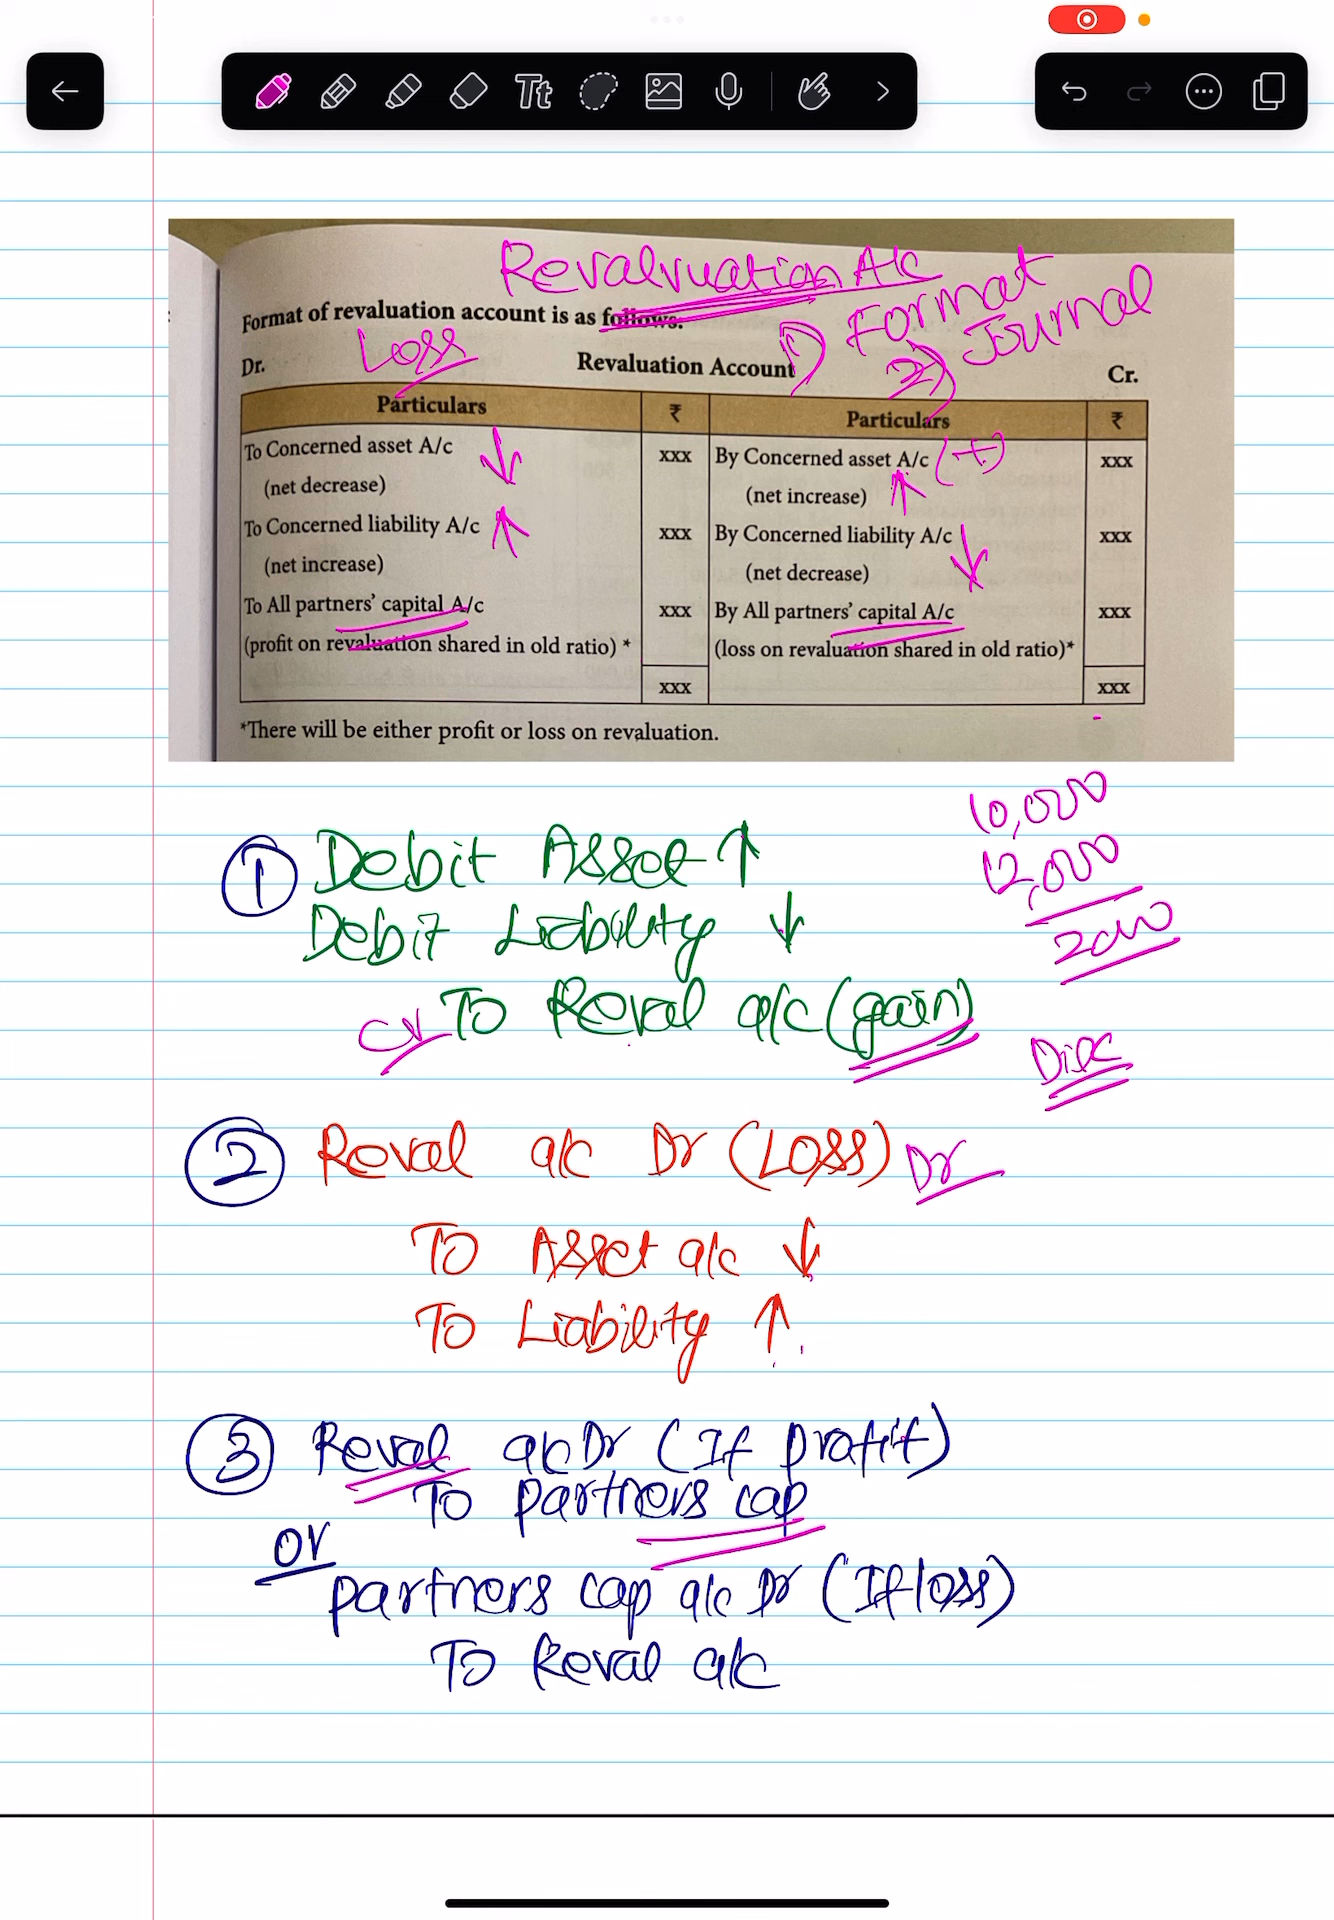 Tt
Revalvuation A/c
Format of revaluation account is as follows:
1) Format
2) Journal
Dr. Loss Revaluation Account Cr.
Particulars ₹ Particulars ₹
To Concerned asset A/c ↓ xxx By Concerned asset A/c (+) xxx
(net decrease) (net increase) ↑
To Concerned liability A/c ↑ xxx By Concerned liability A/c ↓ xxx
(net increase) (net decrease)
To All partners' capital A/c xxx By All partners' capital A/c xxx
(profit on revaluation shared in old ratio) * (loss on revaluation shared in old ratio)*
xxx xxx
*There will be either profit or loss on revaluation.
10,000
12,000
2000
① Debit Asset ↑
Debit Liability ↓
Cr To Reval a/c (gain)
② Reval a/c Dr (Loss) Dr
To Asset a/c ↓
To Liability ↑
③ Reval a/c Dr (If profit)
To partners cap
or
partners cap a/c Dr (If loss)
To Reval a/c